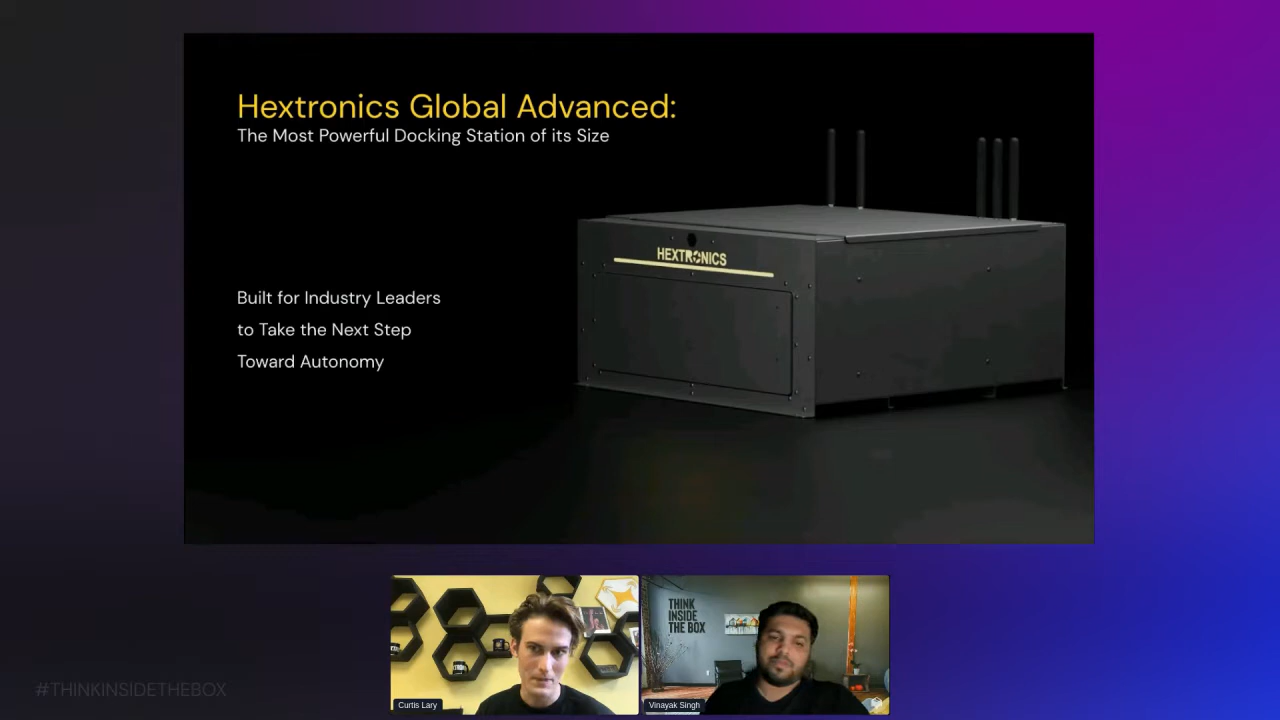 Hextronics Global Advanced:
The Most Powerful Docking Station of its Size
HEXTRONICS
Built for Industry Leaders
to Take the Next Step
Toward Autonomy
THINK
INSIDE
THE BOX
Curtis Lary
Vinayak Singh
#THINKINSIDETHEBOX